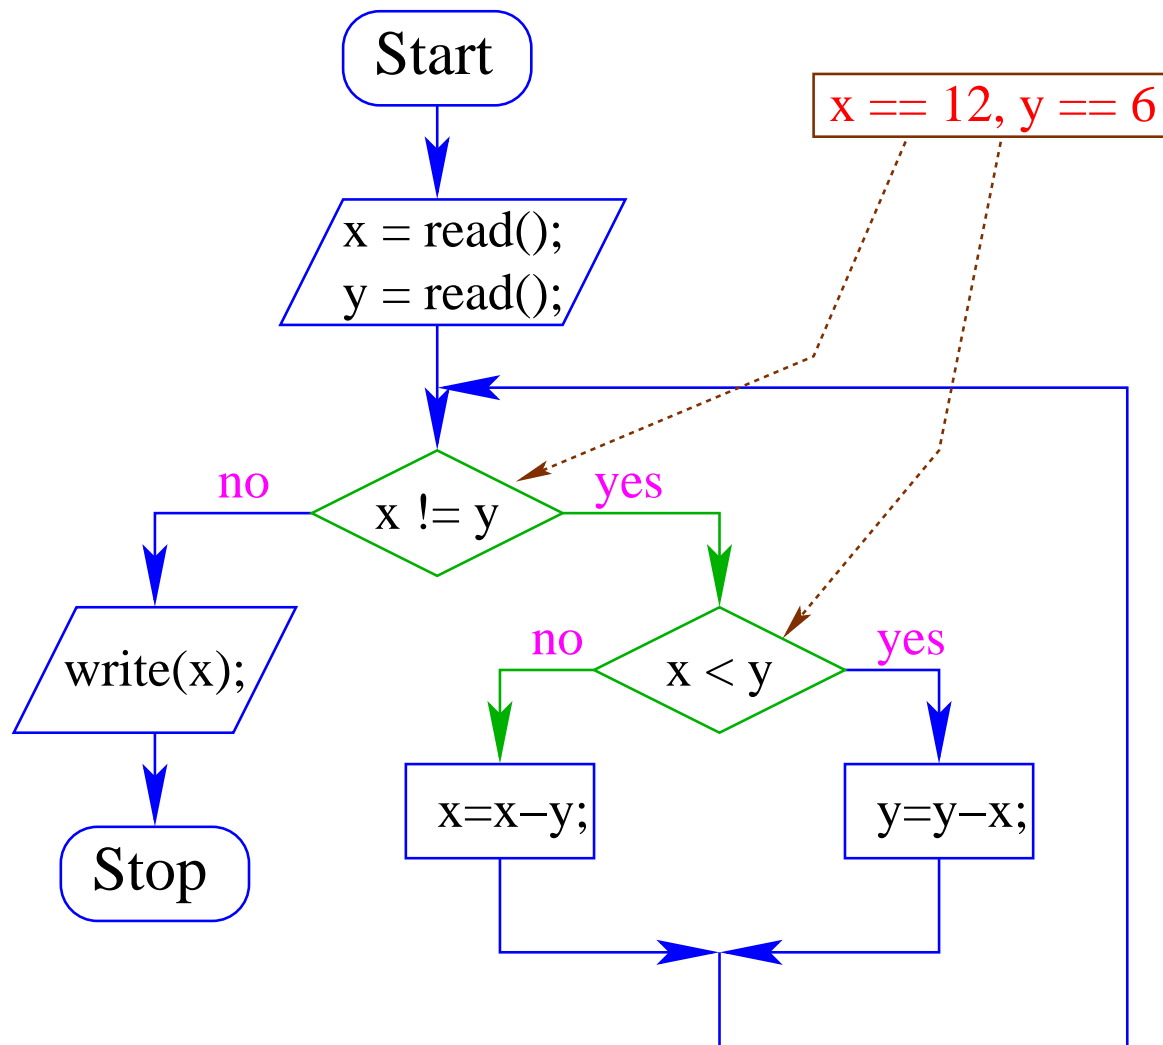 Start
x == 12, y == 6
x = read();
y = read();
no
yes
x != y
no
yes
write(x);
x < y
x=x−y;
y=y−x;
Stop